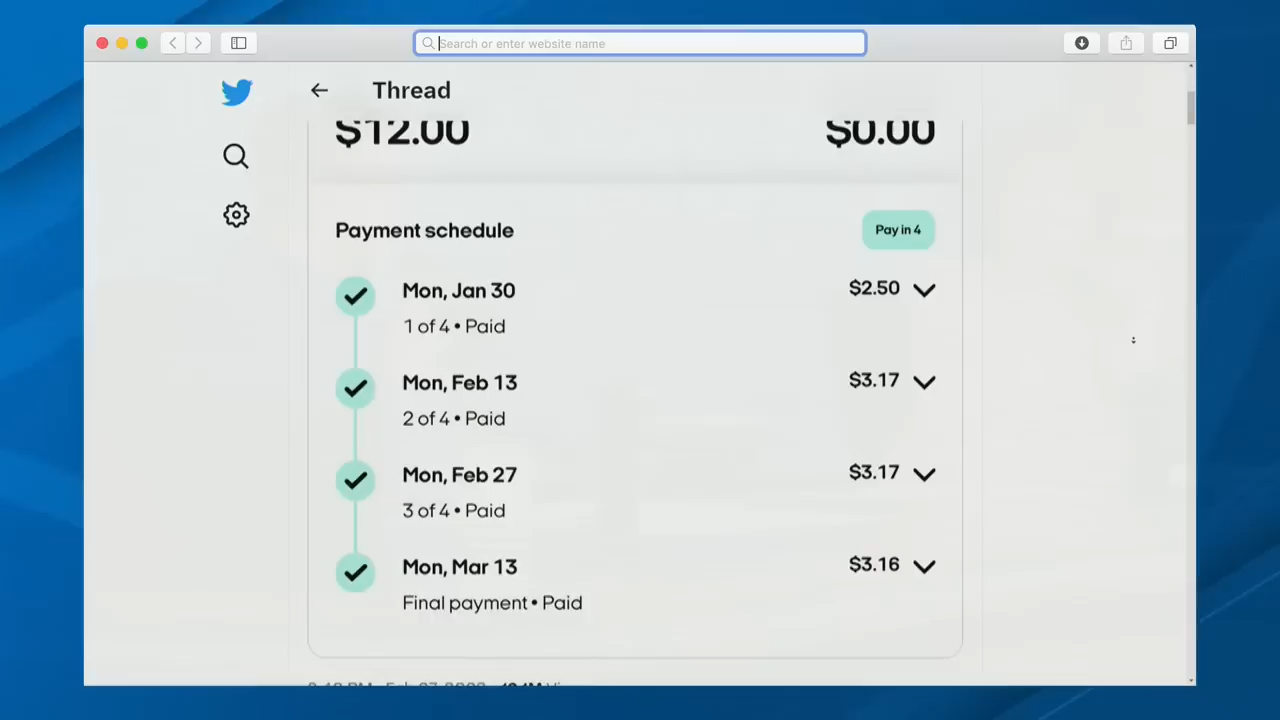 Search or enter website name
Thread
$12.00 $0.00
Payment schedule Pay in 4
Mon, Jan 30 $2.50
1 of 4 • Paid
Mon, Feb 13 $3.17
2 of 4 • Paid
Mon, Feb 27 $3.17
3 of 4 • Paid
Mon, Mar 13 $3.16
Final payment • Paid